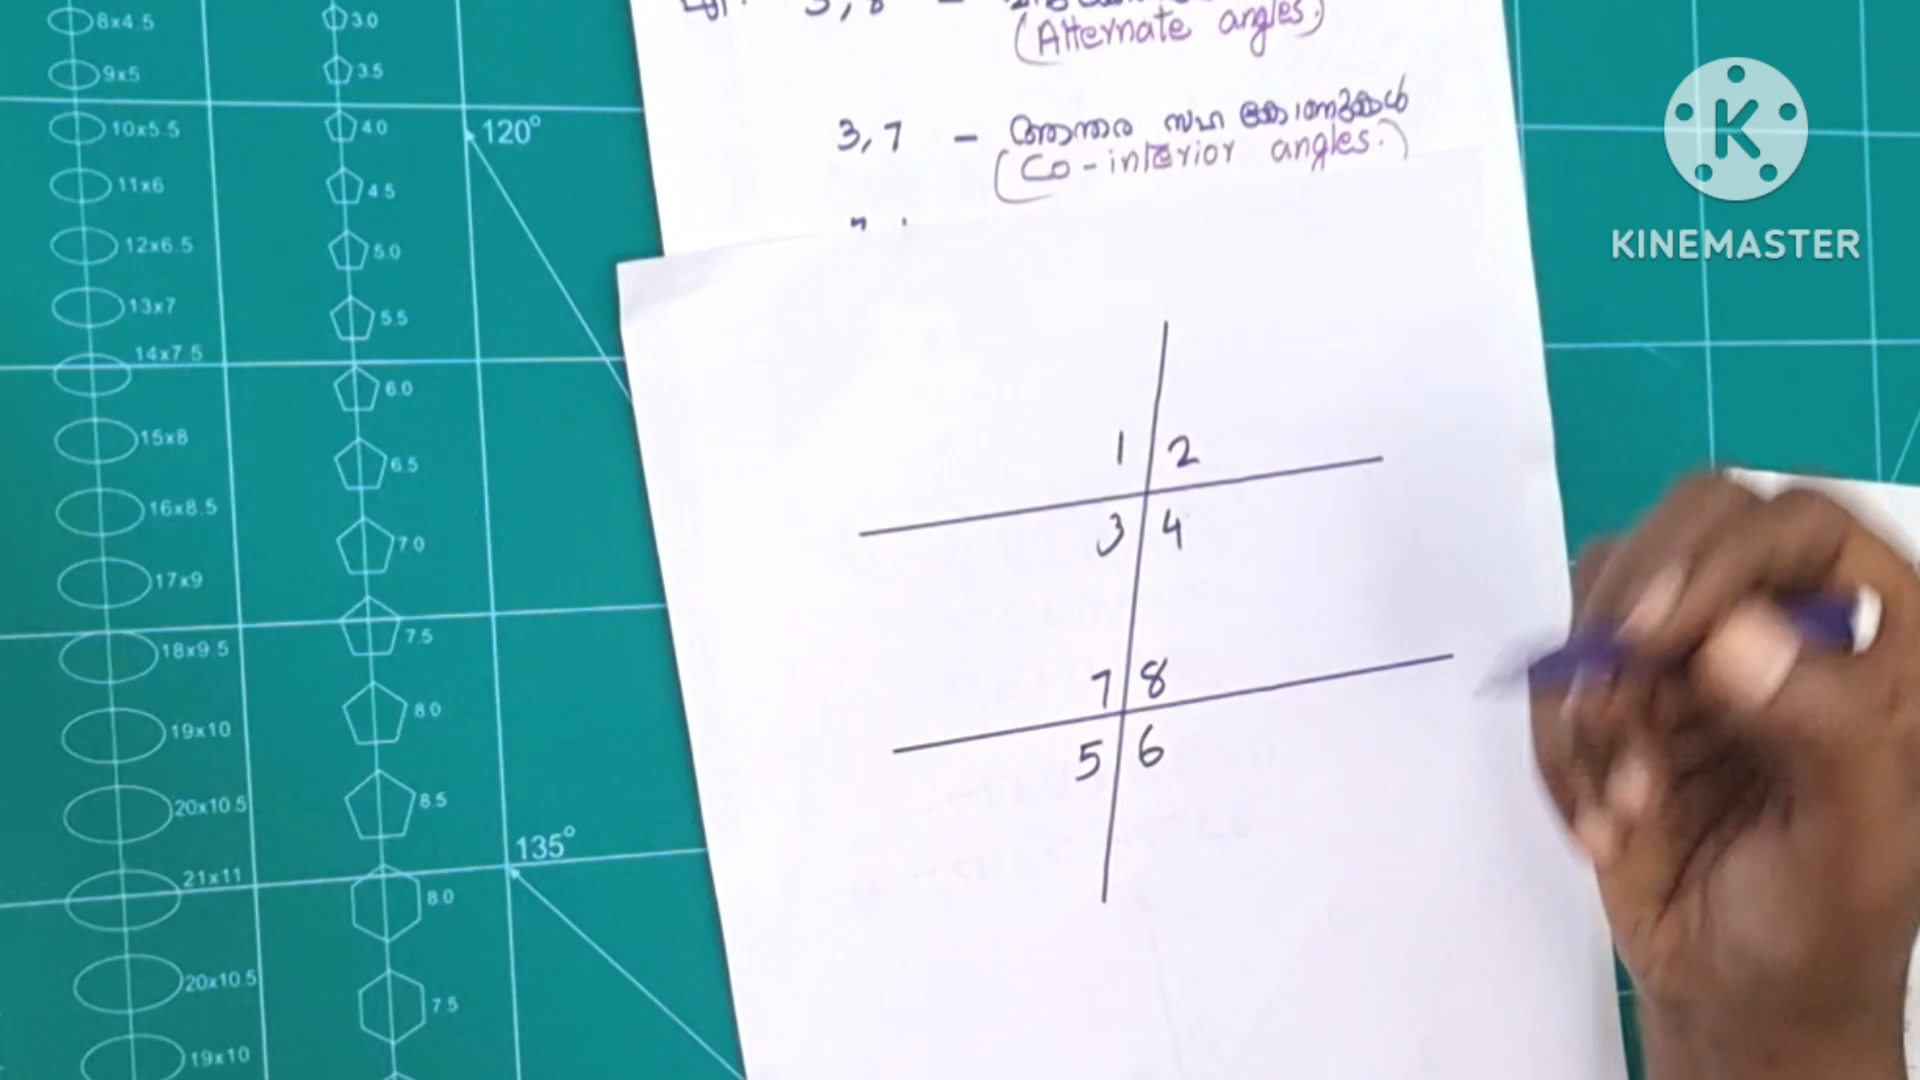 3, 8 -
(Alternate angles.)
3, 7 - ആന്തര സഹ കോണുകൾ
(Co-interior angles.)
1 2
3 4
7 8
5 6
8x4.5
9x5
10x5.5
11x6
12x6.5
13x7
14x7.5
15x8
16x8.5
17x9
18x9.5
19x10
20x10.5
21x11
20x10.5
19x10
3.0
3.5
4.0
4.5
5.0
5.5
6.0
6.5
7.0
7.5
8.0
8.5
8.0
7.5
120°
135°
K
KINEMASTER